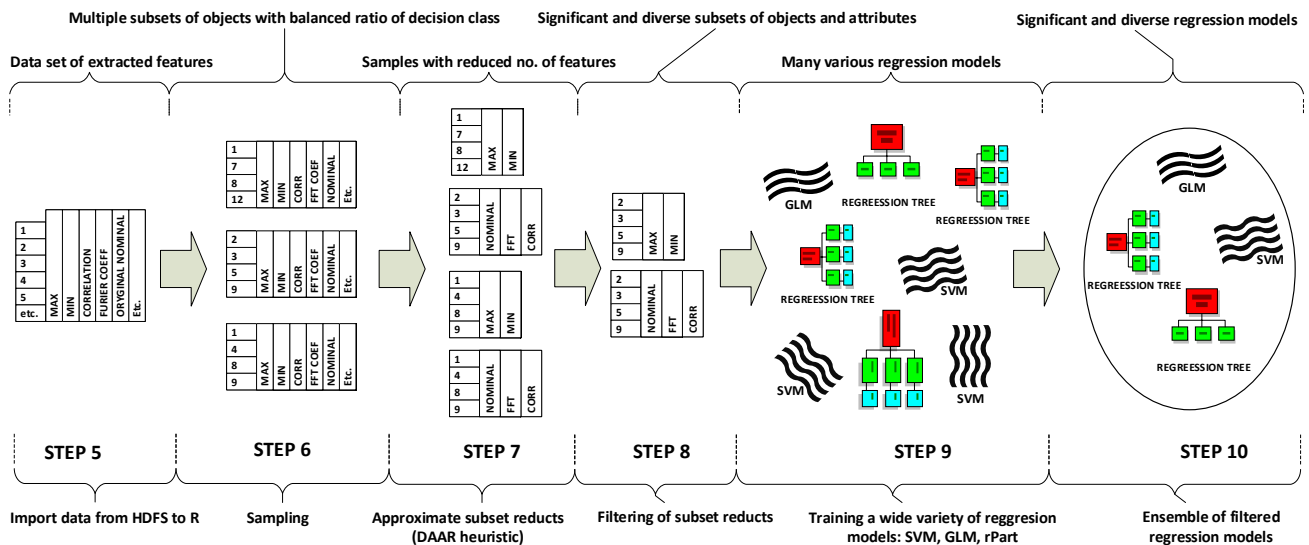 Multiple subsets of objects with balanced ratio of decision class
Significant and diverse subsets of objects and attributes
Significant and diverse regression models
Data set of extracted features
Samples with reduced no. of features
Many various regression models
1
2
3
4
5
etc.
MAX
MIN
CORRELATION
FURIER COEFF
ORYGINAL NOMINAL
Etc.
1
7
8
12
MAX
MIN
CORR
FFT COEF
NOMINAL
Etc.
2
3
5
9
MAX
MIN
CORR
FFT COEF
NOMINAL
Etc.
1
4
8
9
MAX
MIN
CORR
FFT COEF
NOMINAL
Etc.
1
7
8
12
MAX
MIN
2
3
5
9
NOMINAL
FFT
CORR
1
4
8
9
MAX
MIN
1
4
8
9
NOMINAL
FFT
CORR
2
3
5
9
MAX
MIN
2
3
5
9
NOMINAL
FFT
CORR
GLM
REGREESSION TREE
REGREESSION TREE
REGREESSION TREE
SVM
SVM
SVM
GLM
REGREESSION TREE
SVM
REGREESSION TREE
STEP 5
STEP 6
STEP 7
STEP 8
STEP 9
STEP 10
Import data from HDFS to R
Sampling
Approximate subset reducts
(DAAR heuristic)
Filtering of subset reducts
Training a wide variety of reggresion
models: SVM, GLM, rPart
Ensemble of filtered
regression models